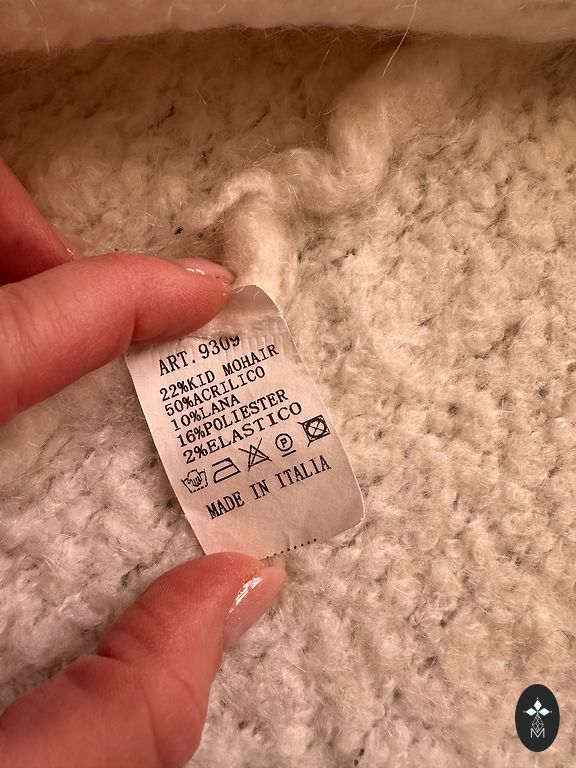 ART. 9309
22%KID MOHAIR
50%ACRILICO
10%LANA
16%POLIESTER
2%ELASTICO
MADE IN ITALIA